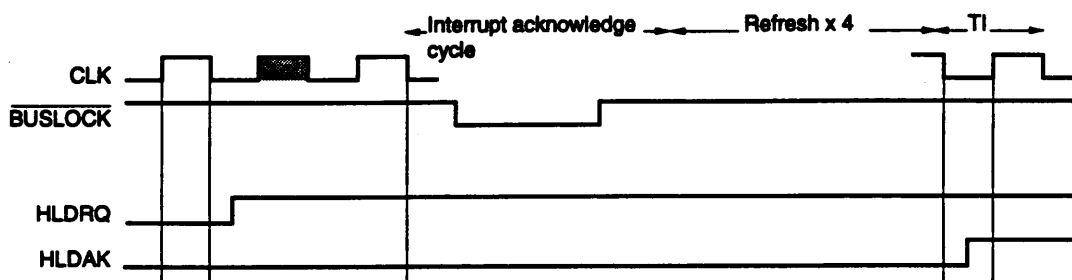 Interrupt acknowledge
cycle
Refresh x 4
TI
CLK
BUSLOCK
HLDRQ
HLDAK